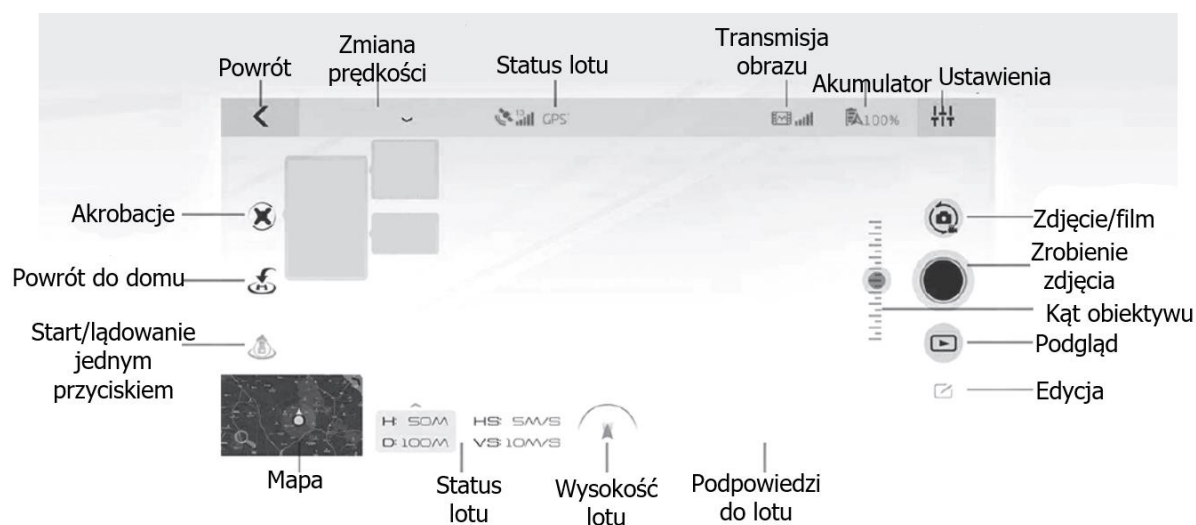 Powrót
Zmiana
prędkości
Status lotu
Transmisja
obrazu
Akumulator
Ustawienia
GPS
100%
Akrobacje
Powrót do domu
Start/lądowanie
jednym
przyciskiem
Zdjęcie/film
Zrobienie
zdjęcia
Kąt obiektywu
Podgląd
Edycja
H: 50M HS: 5M/S
D: 100M VS: 10M/S
Mapa
Status
lotu
Wysokość
lotu
Podpowiedzi
do lotu